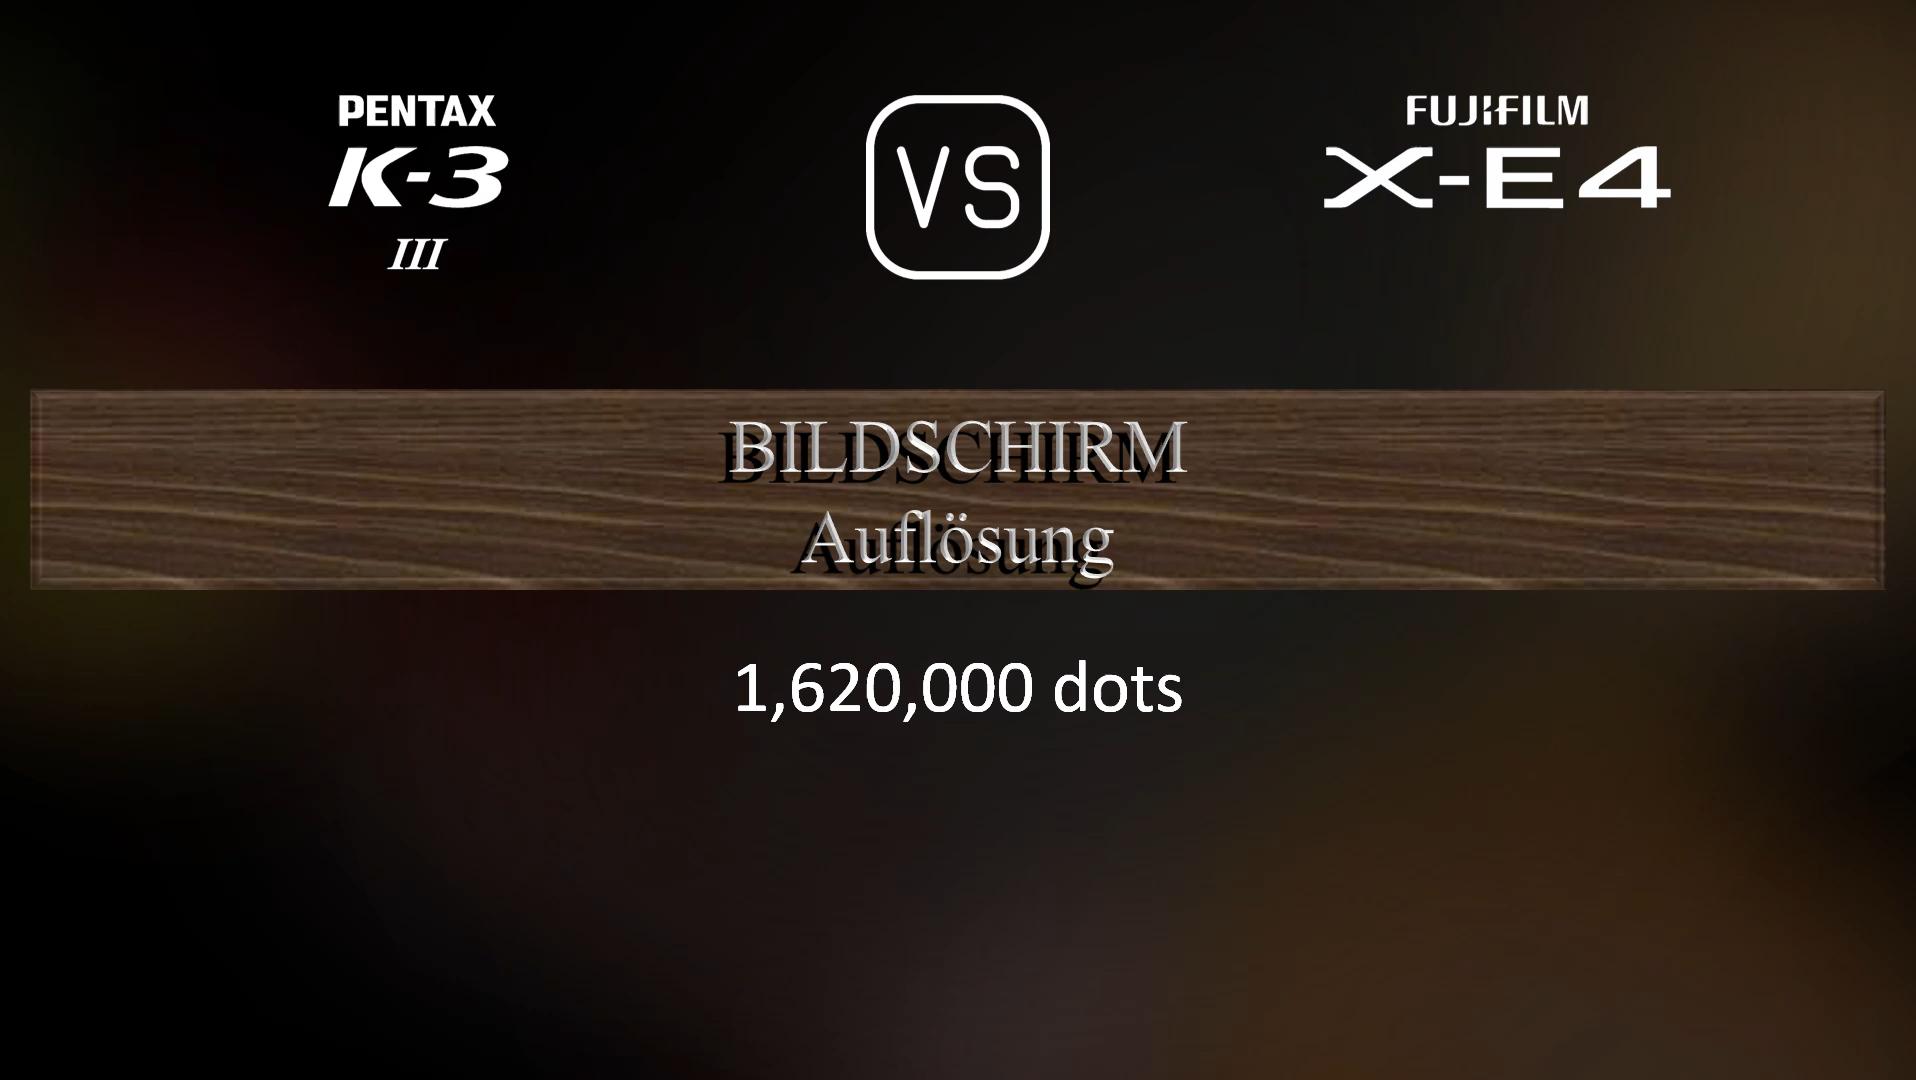 PENTAX
K-3
III
VS
FUJIFILM
X-E4
BILDSCHIRM
Auflösung
1,620,000 dots